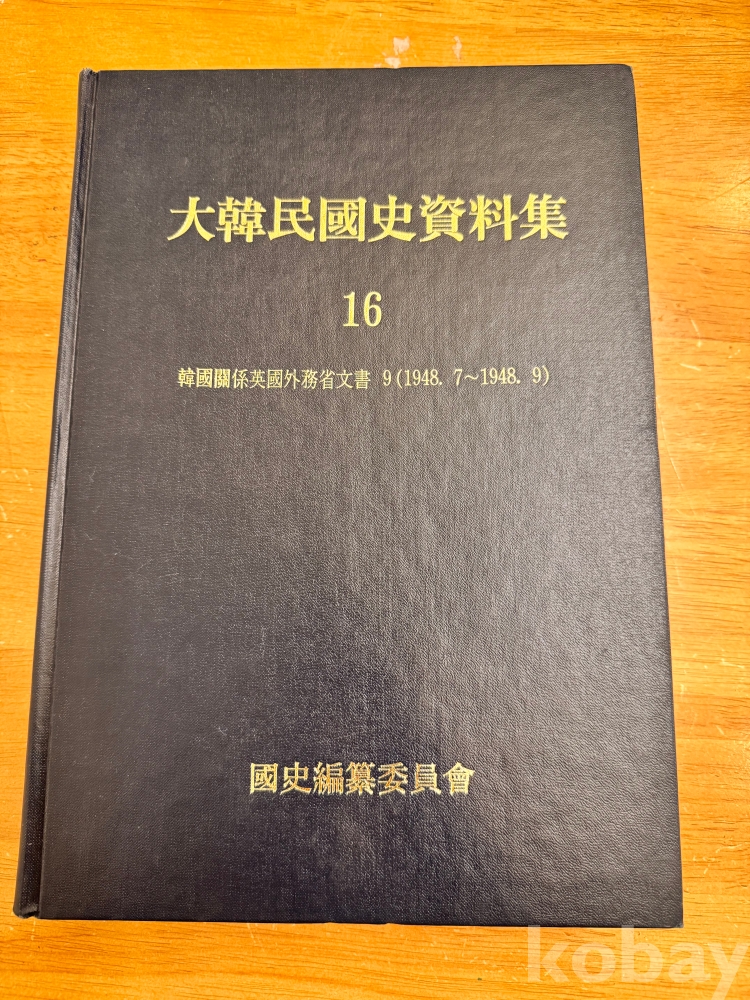 大韓民國史資料集
16
韓國關係英國外務省文書 9(1948. 7～1948. 9)
國史編纂委員會
kobay